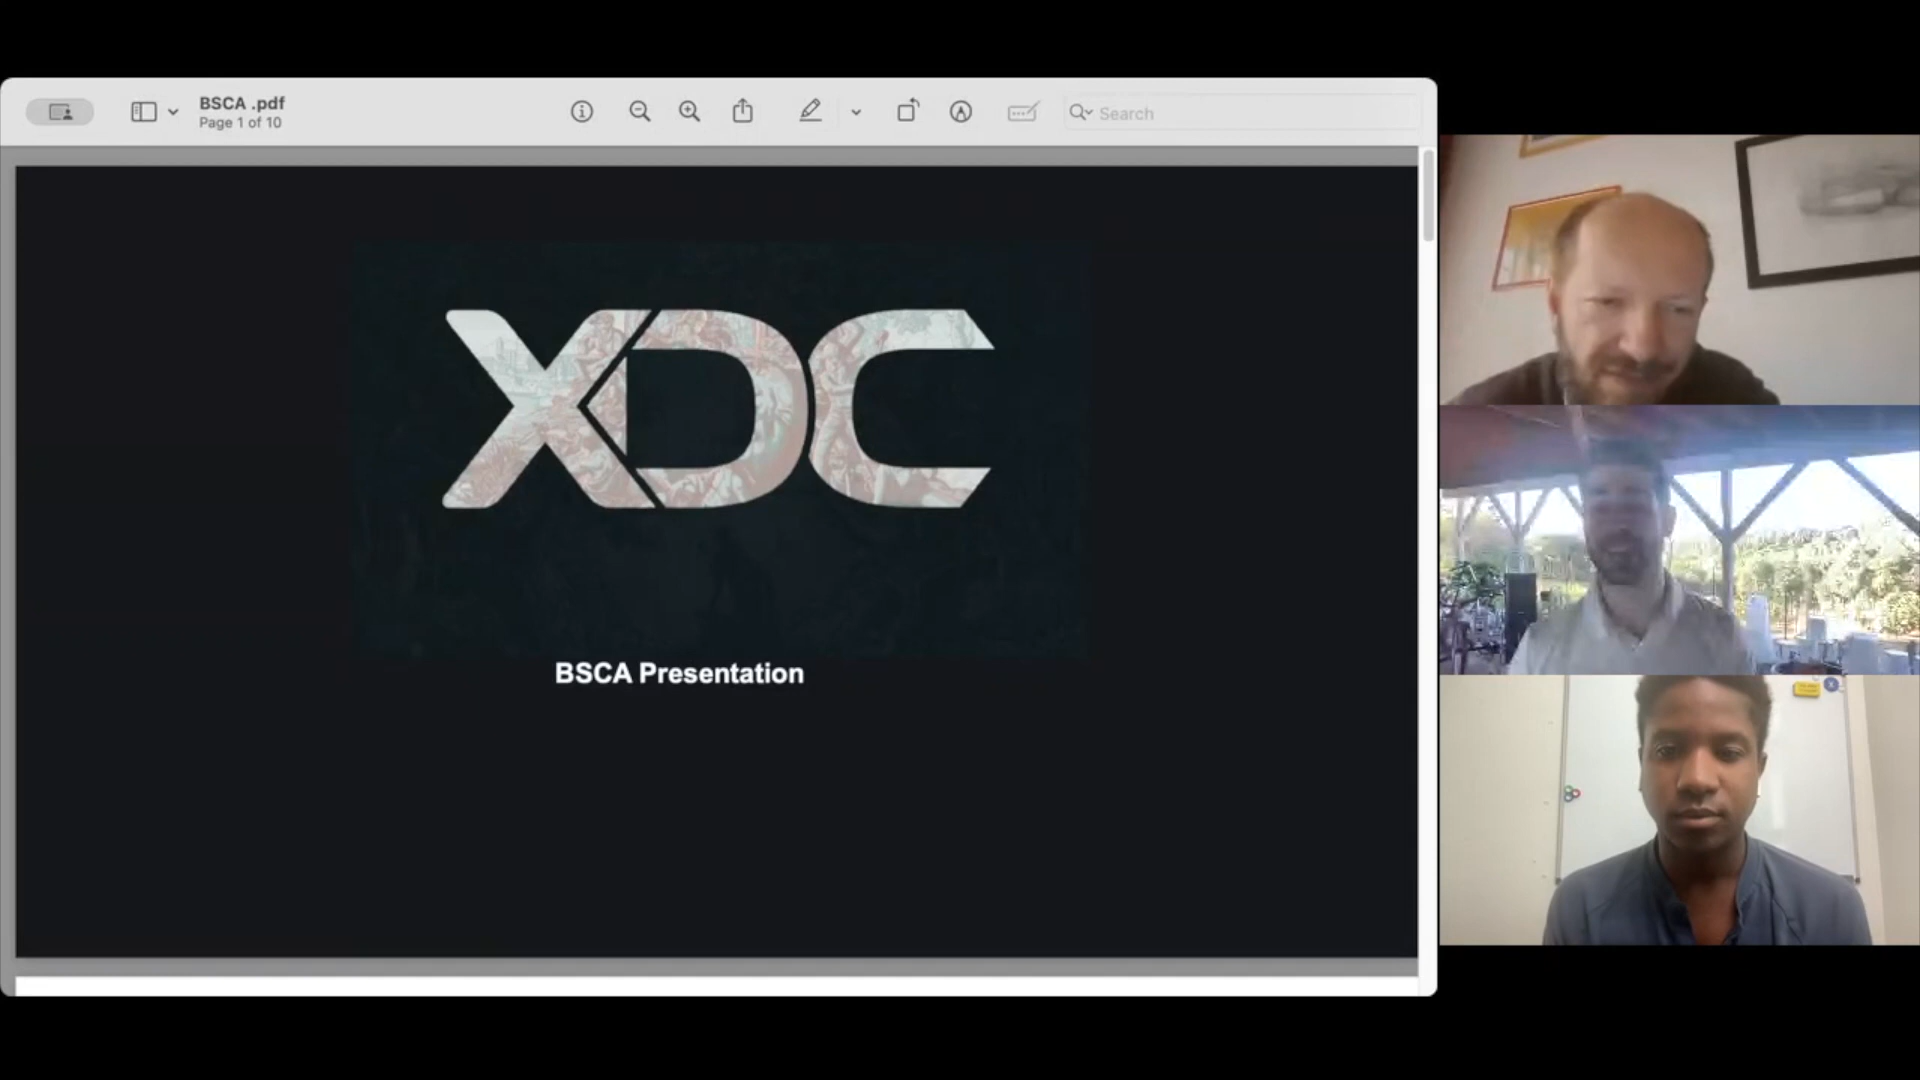 BSCA .pdf
Page 1 of 10
Search
XDC
BSCA Presentation